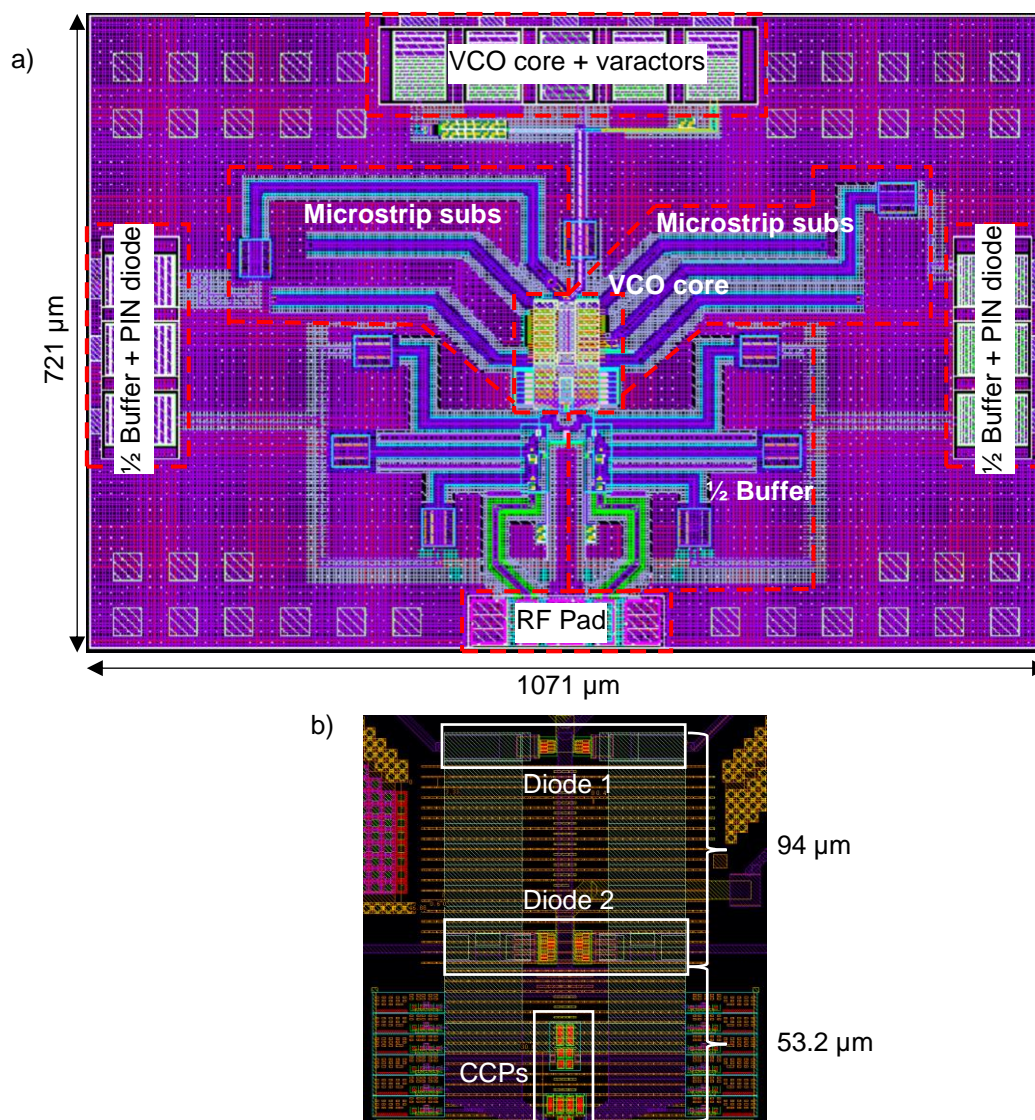 a)
VCO core + varactors
Microstrip subs
Microstrip subs
VCO core
½ Buffer + PIN diode
½ Buffer + PIN diode
721 µm
½ Buffer
RF Pad
1071 µm
b)
Diode 1
94 µm
Diode 2
53.2 µm
CCPs